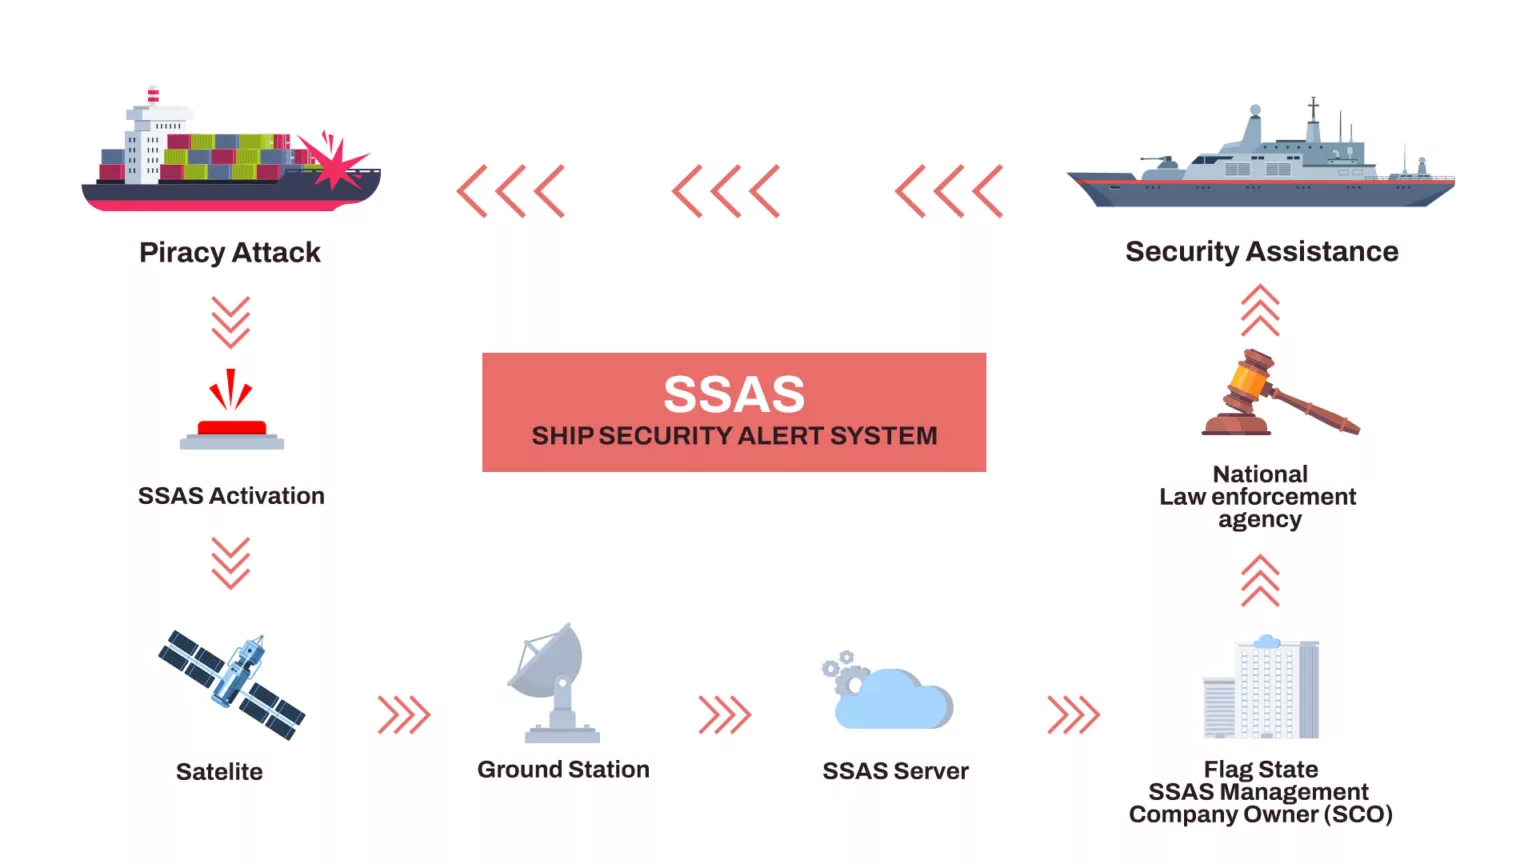 Piracy Attack
Security Assistance
SSAS
SHIP SECURITY ALERT SYSTEM
SSAS Activation
National
Law enforcement
agency
Satelite
Ground Station
SSAS Server
Flag State
SSAS Management
Company Owner (SCO)